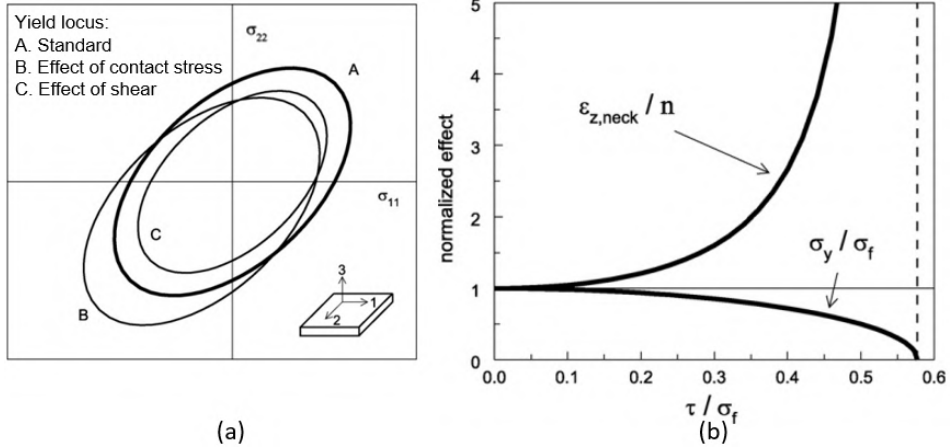 Yield locus:
A. Standard
B. Effect of contact stress
C. Effect of shear
σ22
A
σ11
C
B
3
1
2
(a)
normalized effect
5
4
3
2
1
0
εz,neck / n
σy / σf
0.0 0.1 0.2 0.3 0.4 0.5 0.6
τ / σf
(b)